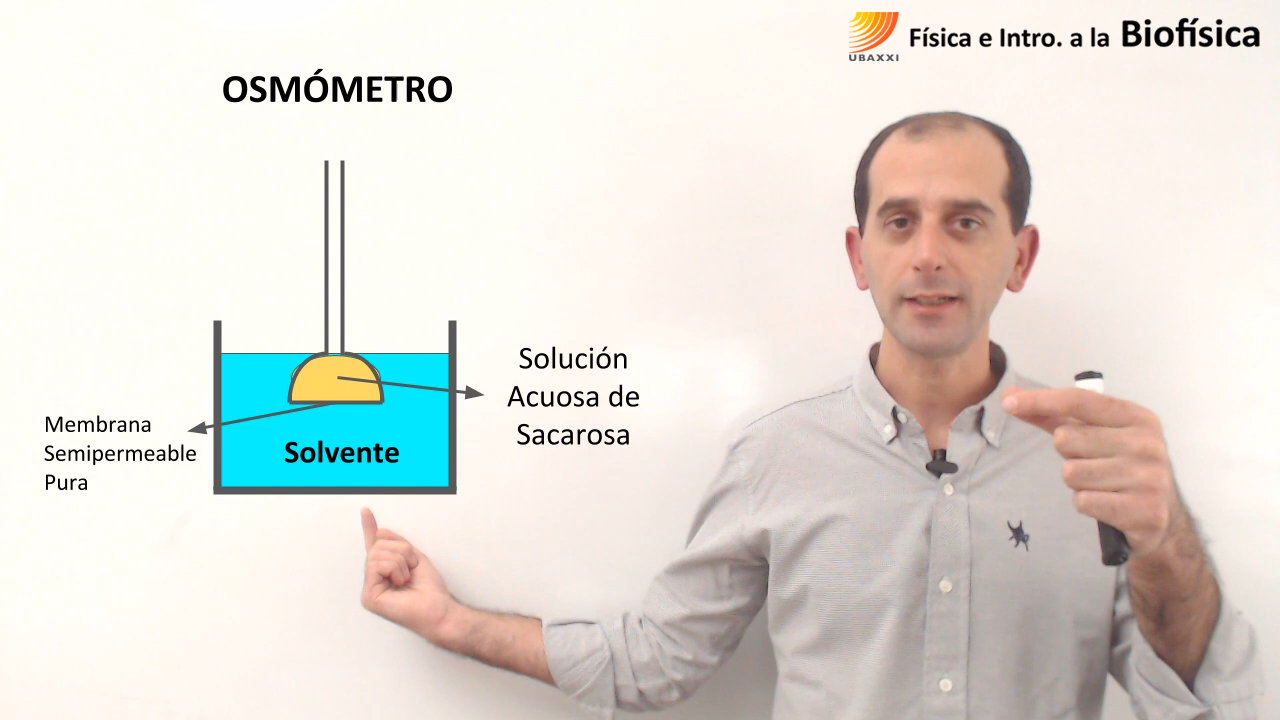 UBAXXI
Física e Intro. a la Biofísica
OSMÓMETRO
Solución
Acuosa de
Sacarosa
Membrana
Semipermeable
Pura
Solvente